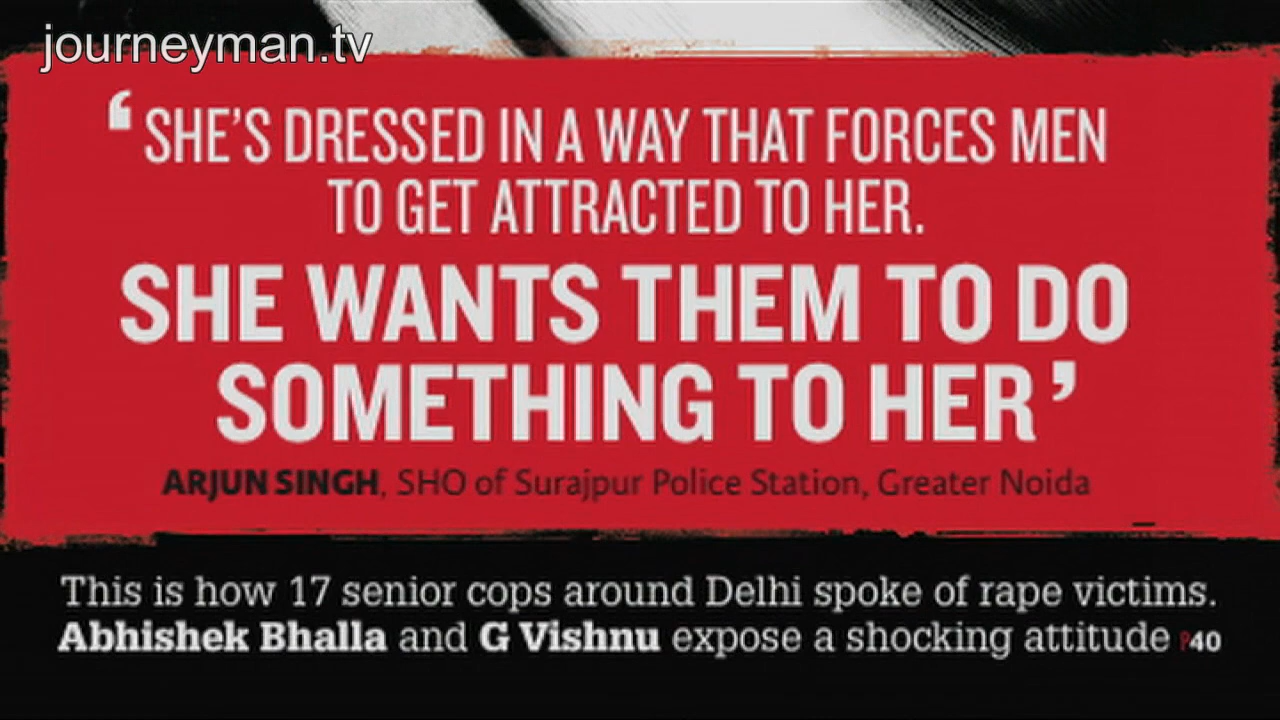 journeyman.tv
‘SHE’S DRESSED IN A WAY THAT FORCES MEN
TO GET ATTRACTED TO HER.
SHE WANTS THEM TO DO
SOMETHING TO HER’
ARJUN SINGH, SHO of Surajpur Police Station, Greater Noida
This is how 17 senior cops around Delhi spoke of rape victims.
Abhishek Bhalla and G Vishnu expose a shocking attitude P40